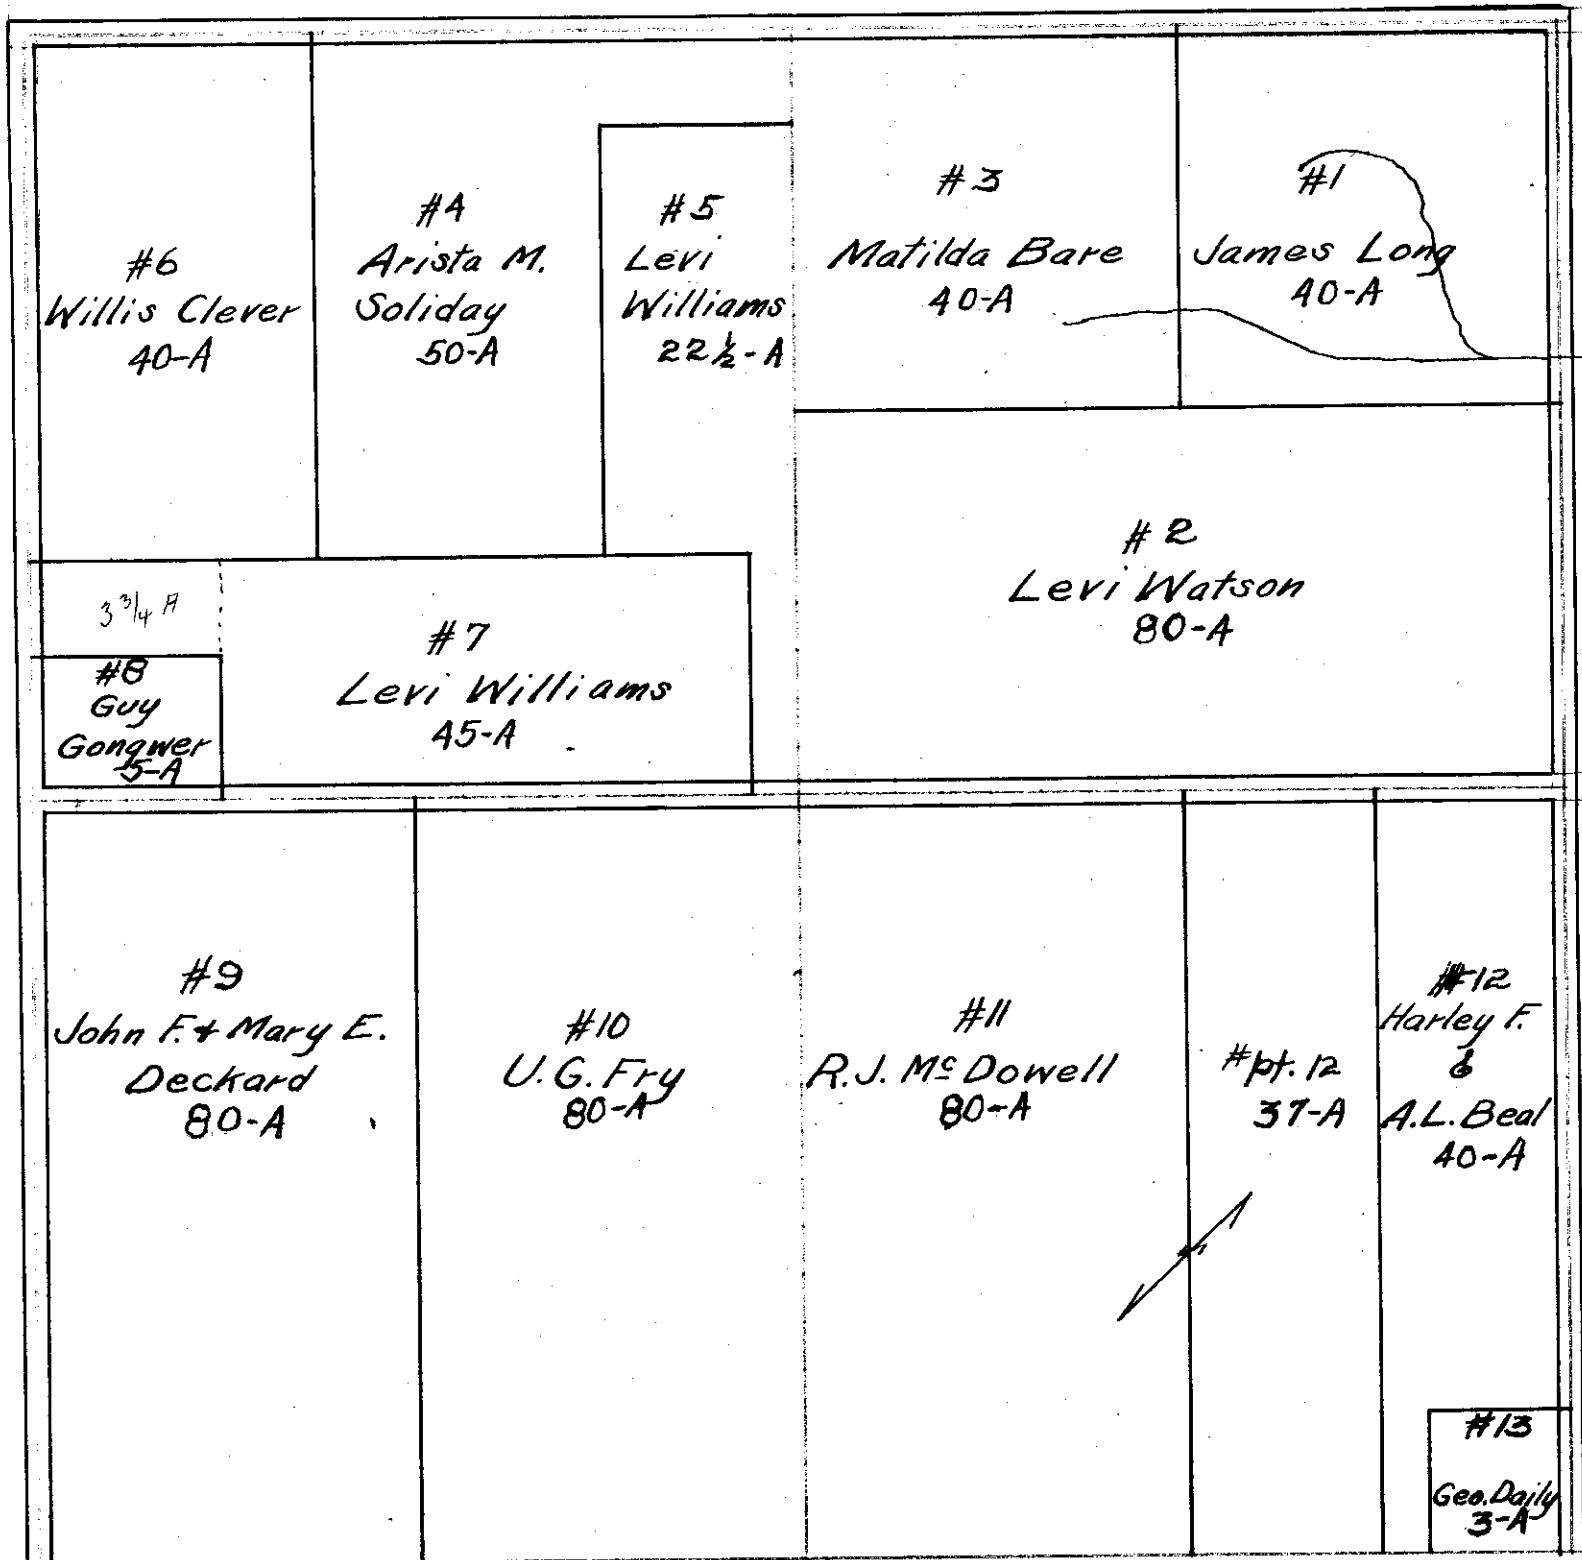 #6
Willis Clever
40-A
#4
Arista M.
Soliday
50-A
#5
Levi
Williams
22½-A
#3
Matilda Bare
40-A
#1
James Long
40-A
#2
Levi Watson
80-A
3 3/4 A
#7
Levi Williams
45-A
#8
Guy
Gongwer
5-A
#9
John F. & Mary E.
Deckard
80-A
#10
U.G. Fry
80-A
#11
R.J. McDowell
80-A
#pt. 12
37-A
#12
Harley F.
&
A.L. Beal
40-A
#13
Geo. Daily
3-A